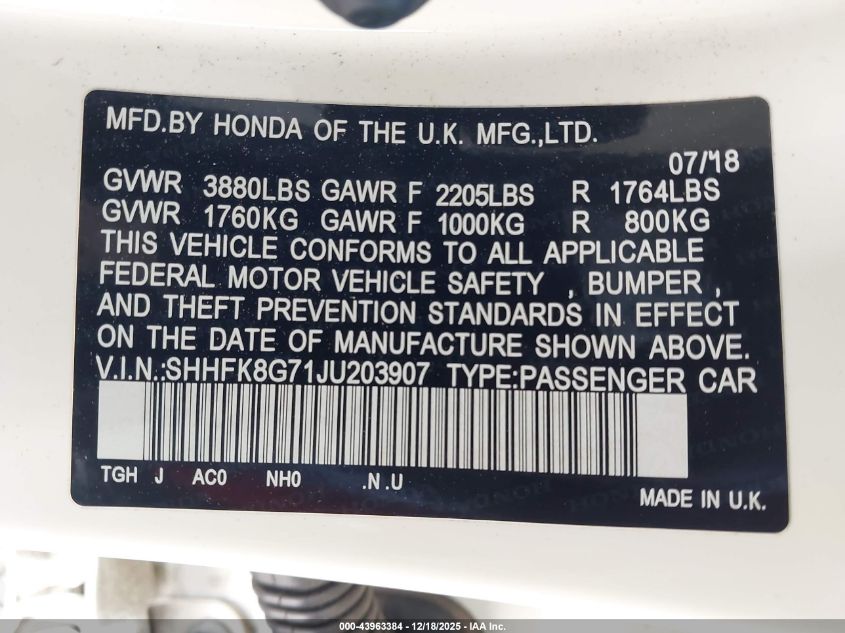 MFD.BY HONDA OF THE U.K. MFG.,LTD.
07/18
GVWR 3880LBS GAWR F 2205LBS R 1764LBS
GVWR 1760KG GAWR F 1000KG R 800KG
THIS VEHICLE CONFORMS TO ALL APPLICABLE
FEDERAL MOTOR VEHICLE SAFETY , BUMPER ,
AND THEFT PREVENTION STANDARDS IN EFFECT
ON THE DATE OF MANUFACTURE SHOWN ABOVE.
V.I.N.:SHHFK8G71JU203907 TYPE:PASSENGER CAR
TGH J AC0 NH0 .N .U
MADE IN U.K.
000-43963384 - 12/18/2025 - IAA Inc.